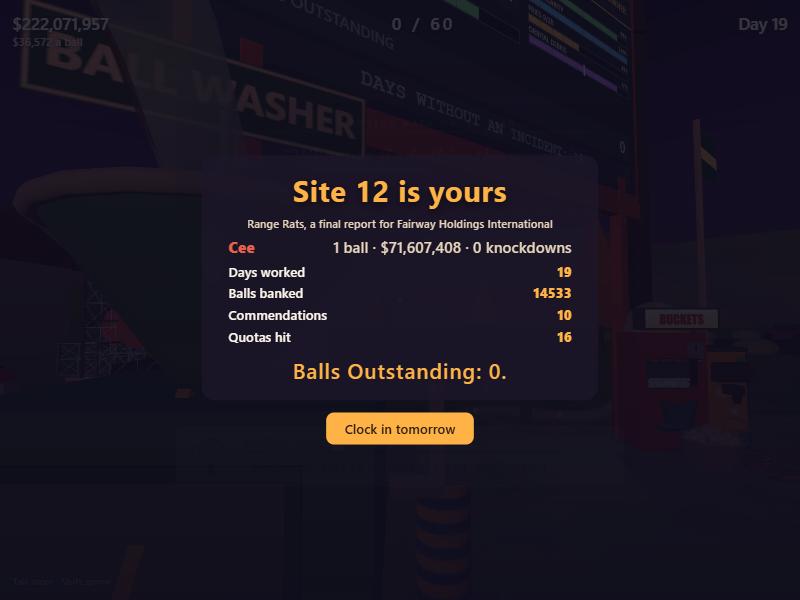 $222,071,957
0 / 60
Day 19
$36,572 a ball
OUTSTANDING
BALL WASHER
DAYS WITHOUT AN INCIDENT:
0
Site 12 is yours
Range Rats, a final report for Fairway Holdings International
Cee 1 ball · $71,607,408 · 0 knockdowns
Days worked 19
Balls banked 14533
Commendations 10
Quotas hit 16
BUCKETS
Balls Outstanding: 0.
Clock in tomorrow